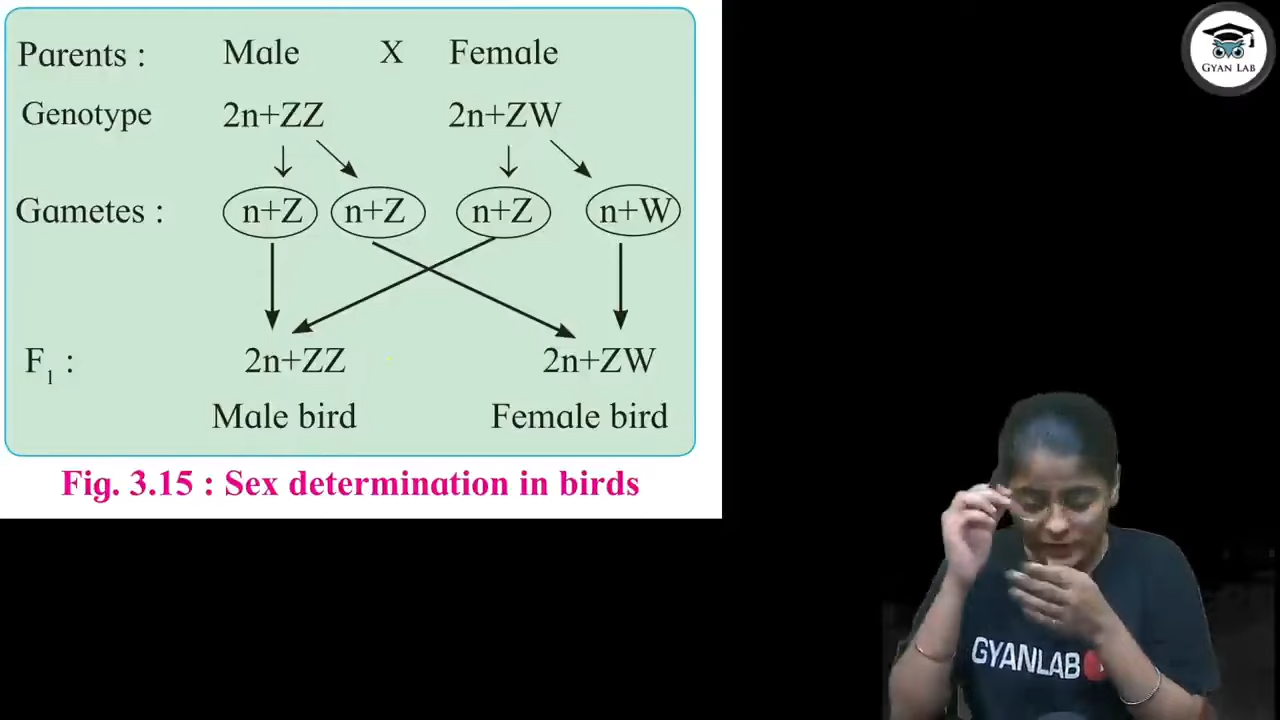 Parents : Male X Female
Genotype 2n+ZZ 2n+ZW
Gametes : n+Z n+Z n+Z n+W
F1 : 2n+ZZ 2n+ZW
Male bird Female bird
Fig. 3.15 : Sex determination in birds
GYAN LAB
GYANLAB